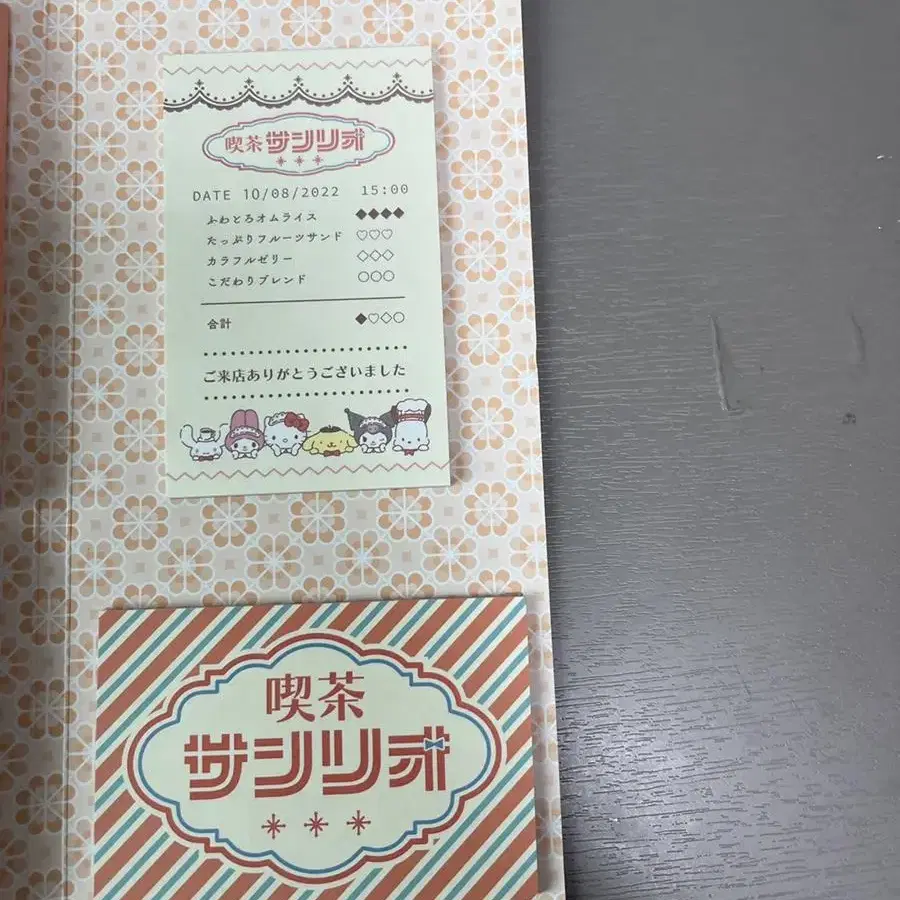 喫茶 サンリオ
DATE 10/08/2022 15:00
ふわとろオムライス ◆◆◆◆
たっぷりフルーツサンド ♡♡♡
カラフルゼリー ◇◇◇
こだわりブレンド ○○○
合計 ◆♡◇○
ご来店ありがとうございました
喫茶
サンリオ